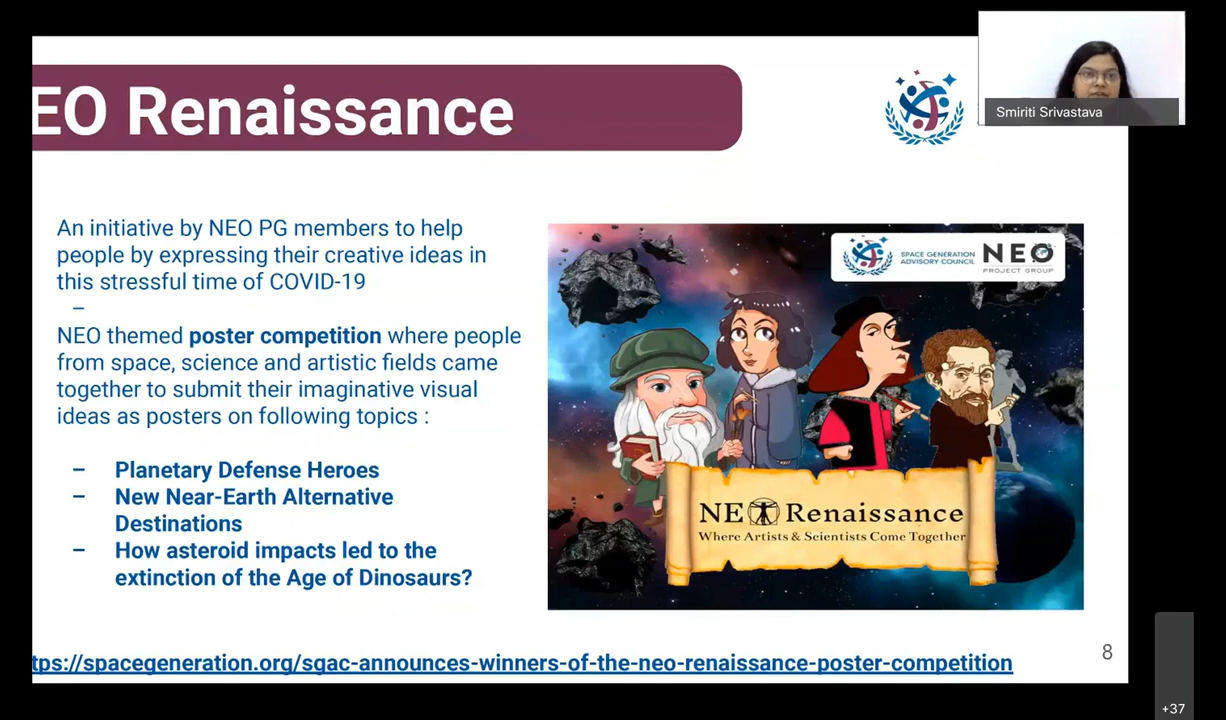 EO Renaissance
Smiriti Srivastava
An initiative by NEO PG members to help
people by expressing their creative ideas in
this stressful time of COVID-19
–
NEO themed poster competition where people
from space, science and artistic fields came
together to submit their imaginative visual
ideas as posters on following topics :
– Planetary Defense Heroes
– New Near-Earth Alternative
Destinations
– How asteroid impacts led to the
extinction of the Age of Dinosaurs?
SPACE GENERATION
ADVISORY COUNCIL
NEO
PROJECT GROUP
NEO Renaissance
Where Artists & Scientists Come Together
tps://spacegeneration.org/sgac-announces-winners-of-the-neo-renaissance-poster-competition
8
+37